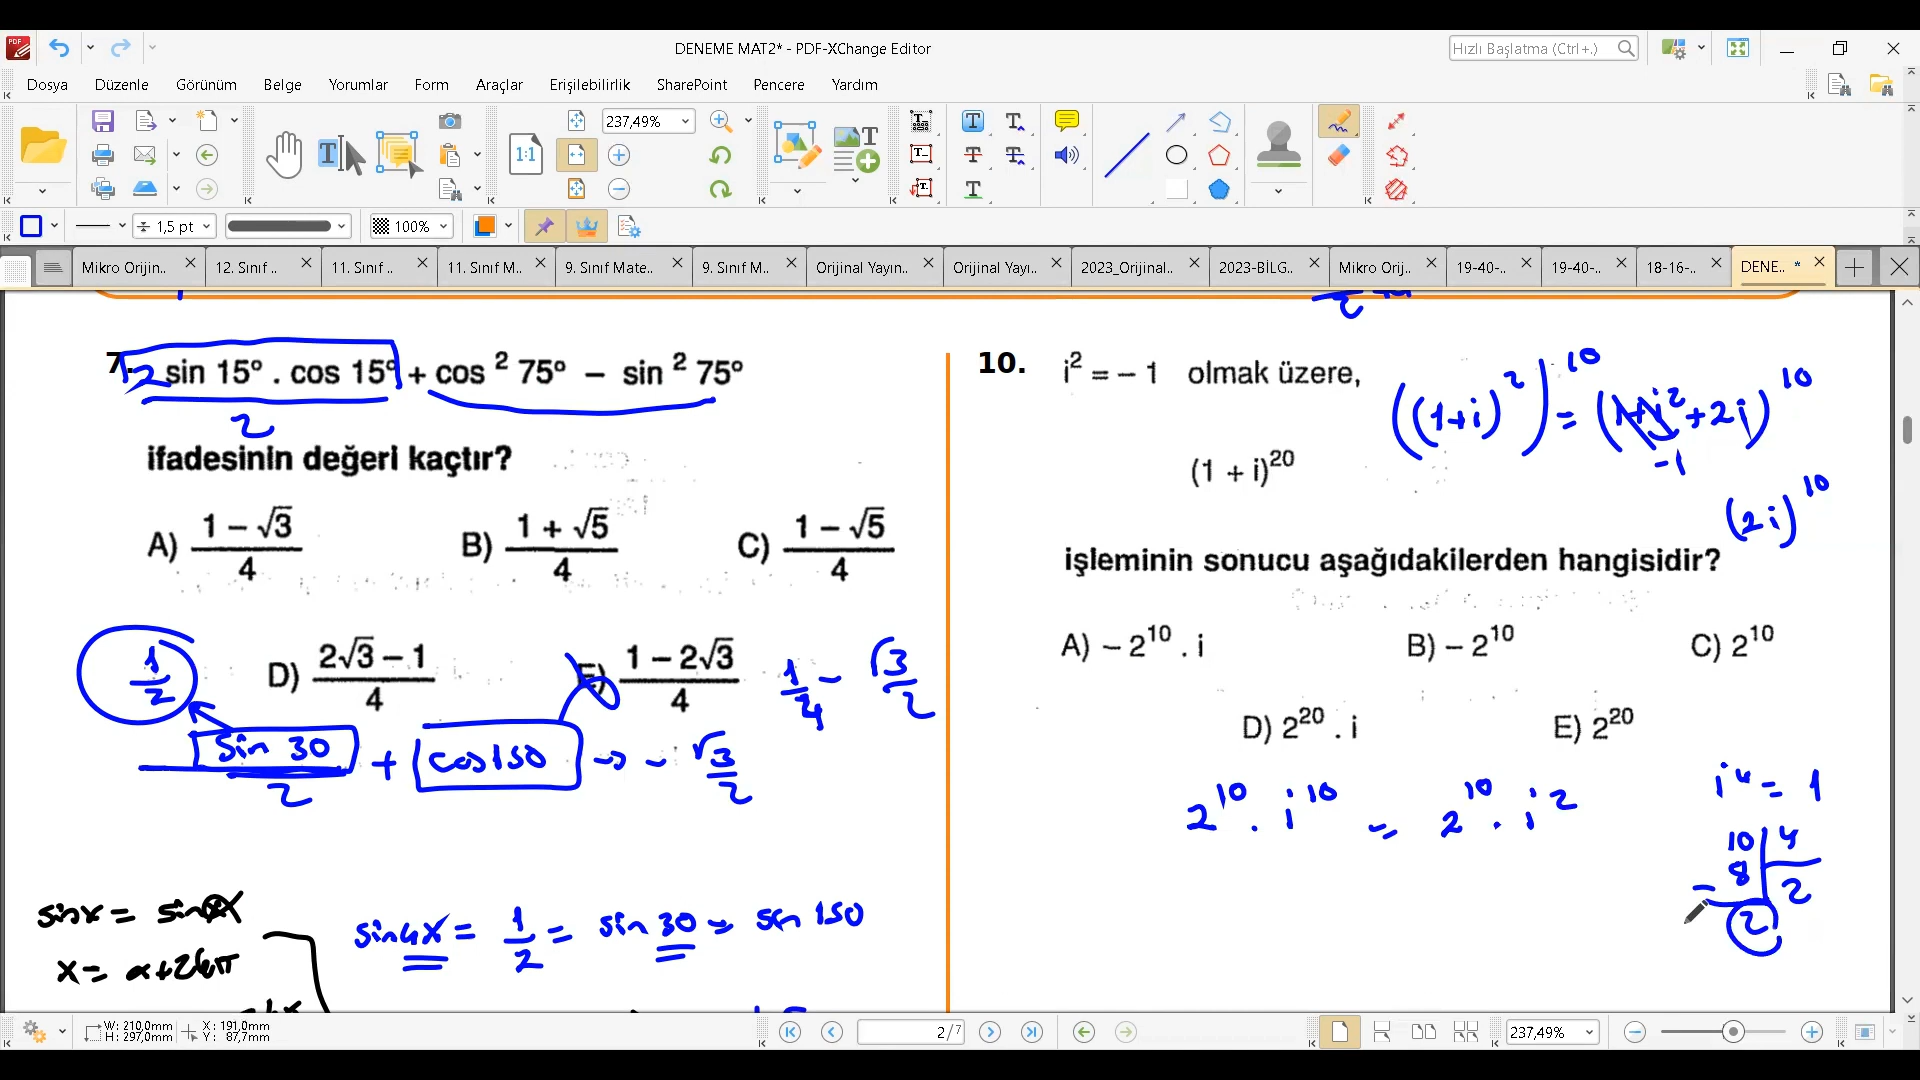 DENEME MAT2* - PDF-XChange Editor
Hızlı Başlatma (Ctrl+.)
Dosya Düzenle Görünüm Belge Yorumlar Form Araçlar Erişilebilirlik SharePoint Pencere Yardım
237,49%
1:1
1,5 pt
100%
Mikro Orijin.. 12. Sınıf .. 11. Sınıf .. 11. Sınıf M.. 9. Sınıf Mate.. 9. Sınıf M.. Orijinal Yayın.. Orijinal Yayı.. 2023_Orijinal.. 2023-BİLG.. Mikro Orij.. 19-40-.. 19-40-.. 18-16-.. DENE.. *
7. 2 sin 15° . cos 15° + cos² 75° – sin² 75°
2
ifadesinin değeri kaçtır?
A) (1 – √3)/4 B) (1 + √5)/4 C) (1 – √5)/4
D) (2√3 – 1)/4 E) (1 – 2√3)/4
1/2
1/4 - √3/2
sin 30/2 + cos150 → - √3/2
x = α+2kπ
sin4x = 1/2 = sin 30 → sin 150
10. i² = – 1 olmak üzere,
((1+i)²)¹⁰ = (1+i²+2i)¹⁰
-1
(1 + i)²⁰
(2i)¹⁰
işleminin sonucu aşağıdakilerden hangisidir?
A) – 2¹⁰ . i B) – 2¹⁰ C) 2¹⁰
D) 2²⁰ . i E) 2²⁰
i⁴ = 1
2¹⁰ . i¹⁰ = 2¹⁰ . i²
10 4
- 8 2
2
W: 210,0mm
H: 297,0mm
X: 191,0mm
Y: 87,7mm
2/7
237,49%